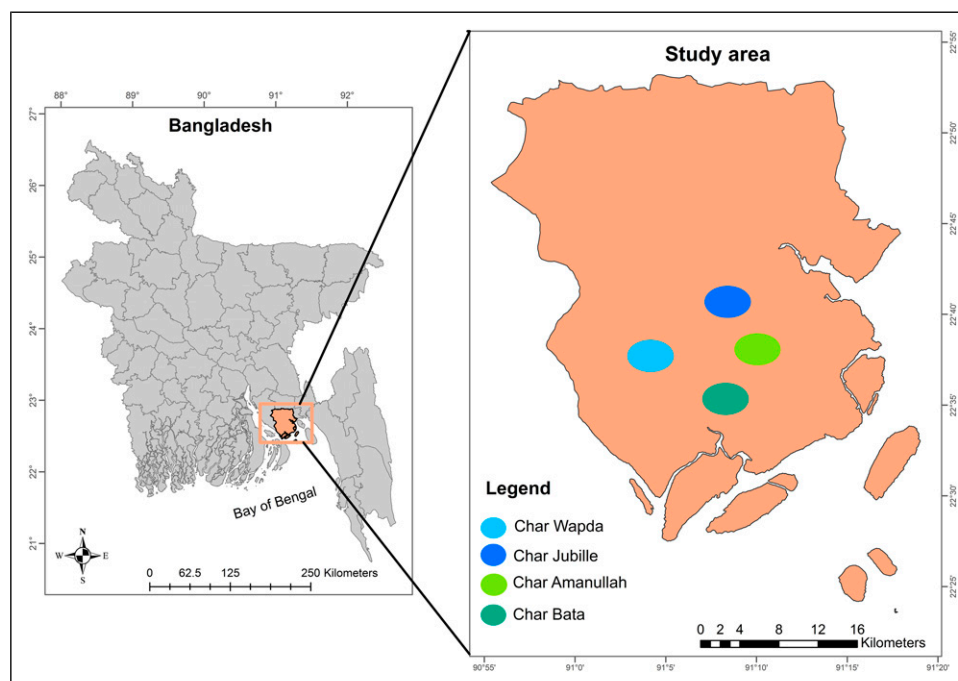 88° 89° 90° 91° 92°
27°
26°
25°
24°
23°
22°
21°
Bangladesh
Bay of Bengal
N
W E
S
0 62.5 125 250 Kilometers
Study area
22°55'
22°50'
22°45'
22°40'
22°35'
22°30'
22°25'
Legend
Char Wapda
Char Jubille
Char Amanullah
Char Bata
0 2 4 8 12 16
Kilometers
90°55' 91°0' 91°5' 91°10' 91°15' 91°20'